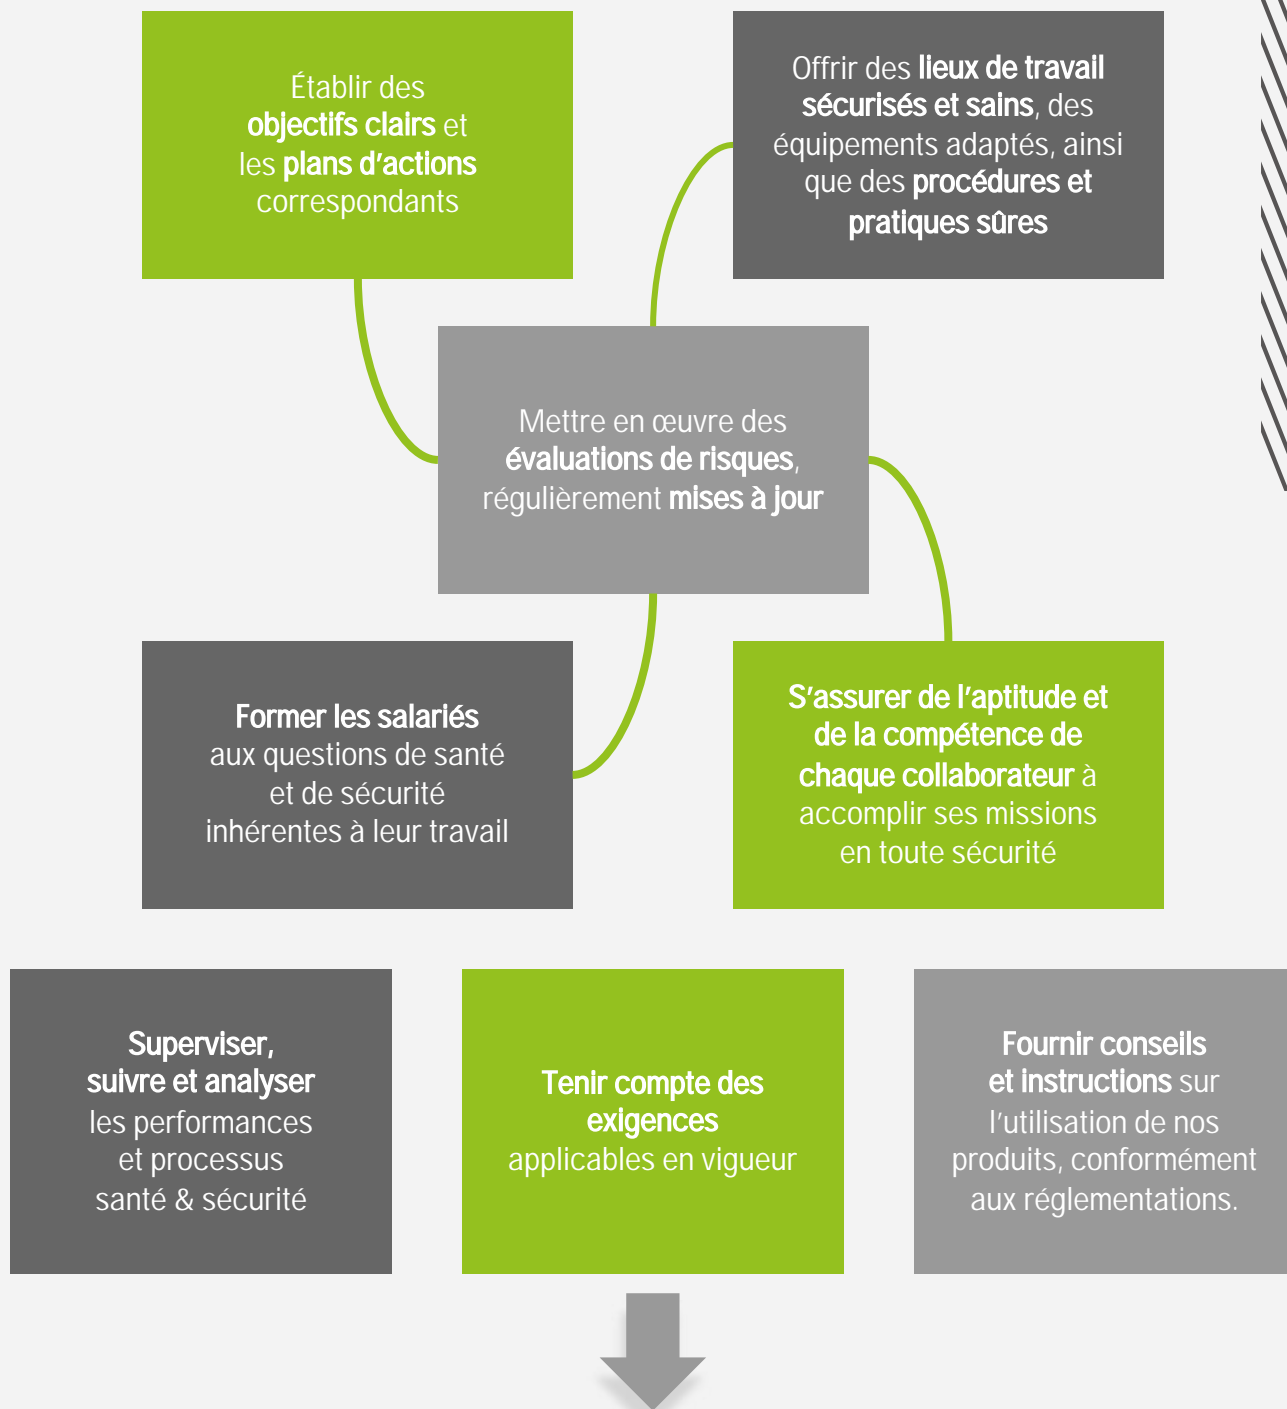 Établir des
objectifs clairs et
les plans d’actions
correspondants
Offrir des lieux de travail
sécurisés et sains, des
équipements adaptés, ainsi
que des procédures et
pratiques sûres
Mettre en œuvre des
évaluations de risques,
régulièrement mises à jour
Former les salariés
aux questions de santé
et de sécurité
inhérentes à leur travail
S’assurer de l’aptitude et
de la compétence de
chaque collaborateur à
accomplir ses missions
en toute sécurité
Superviser,
suivre et analyser
les performances
et processus
santé & sécurité
Tenir compte des
exigences
applicables en vigueur
Fournir conseils
et instructions sur
l’utilisation de nos
produits, conformément
aux réglementations.